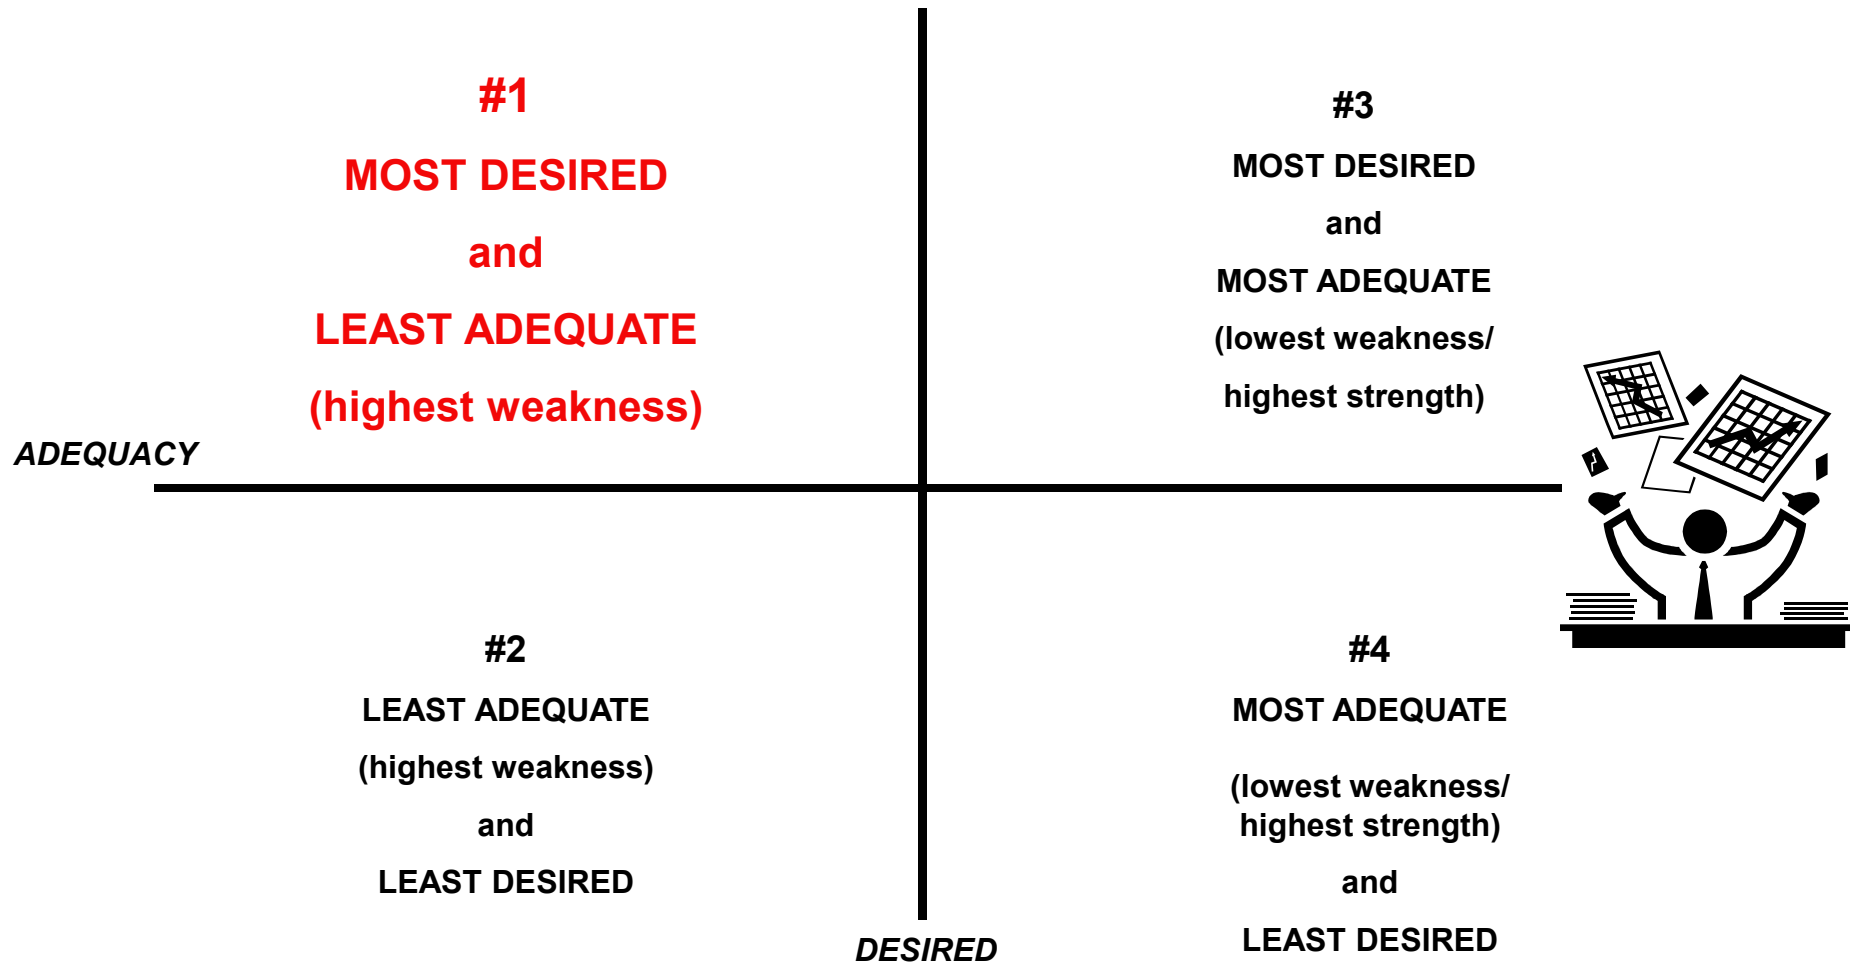 #1
MOST DESIRED
and
LEAST ADEQUATE
(highest weakness)
#3
MOST DESIRED
and
MOST ADEQUATE
(lowest weakness/
highest strength)
ADEQUACY
#2
LEAST ADEQUATE
(highest weakness)
and
LEAST DESIRED
#4
MOST ADEQUATE
(lowest weakness/
highest strength)
and
LEAST DESIRED
DESIRED